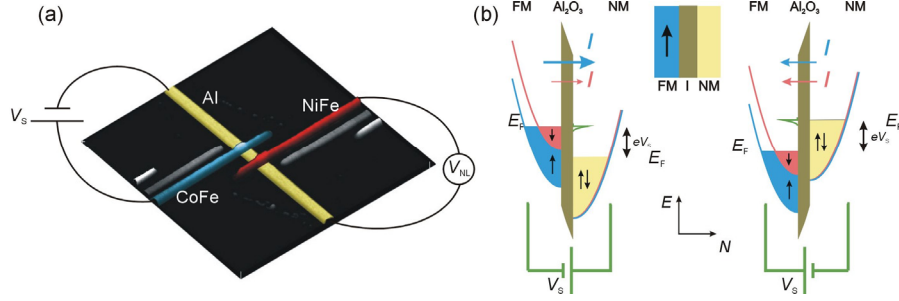 (a)
Al
NiFe
V_S
V_NL
CoFe
(b)
FM Al₂O₃ NM
I
I
E_F
eV_S
E_F
V_S
FM I NM
E
N
FM Al₂O₃ NM
I
I
E_F
eV_S
E_F
V_S